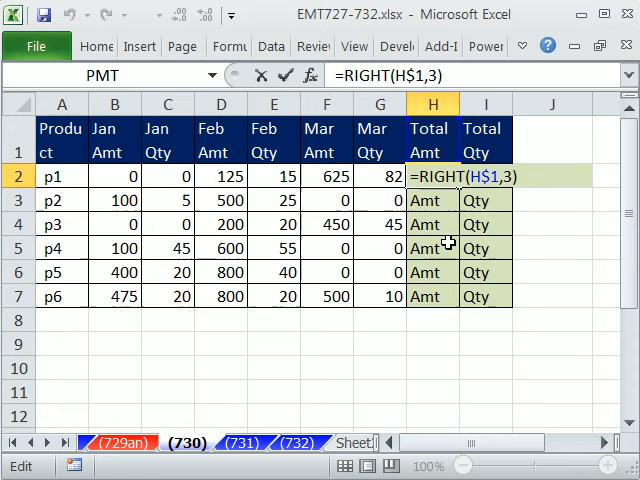 EMT727-732.xlsx - Microsoft Excel
File Home Insert Page Formu Data Review Develo Add-I Power
PMT fx =RIGHT(H$1,3)
A B C D E F G H I J
1 Produ ct Jan Amt Jan Qty Feb Amt Feb Qty Mar Amt Mar Qty Total Amt Total Qty
2 p1 0 0 125 15 625 82 =RIGHT(H$1,3)
3 p2 100 5 500 25 0 0 Amt Qty
4 p3 0 0 200 20 450 45 Amt Qty
5 p4 100 45 600 55 0 0 Amt Qty
6 p5 400 20 800 40 0 0 Amt Qty
7 p6 475 20 800 20 500 10 Amt Qty
8
9
10
11
12
(729an) (730) (731) (732) Sheet
Edit 100%